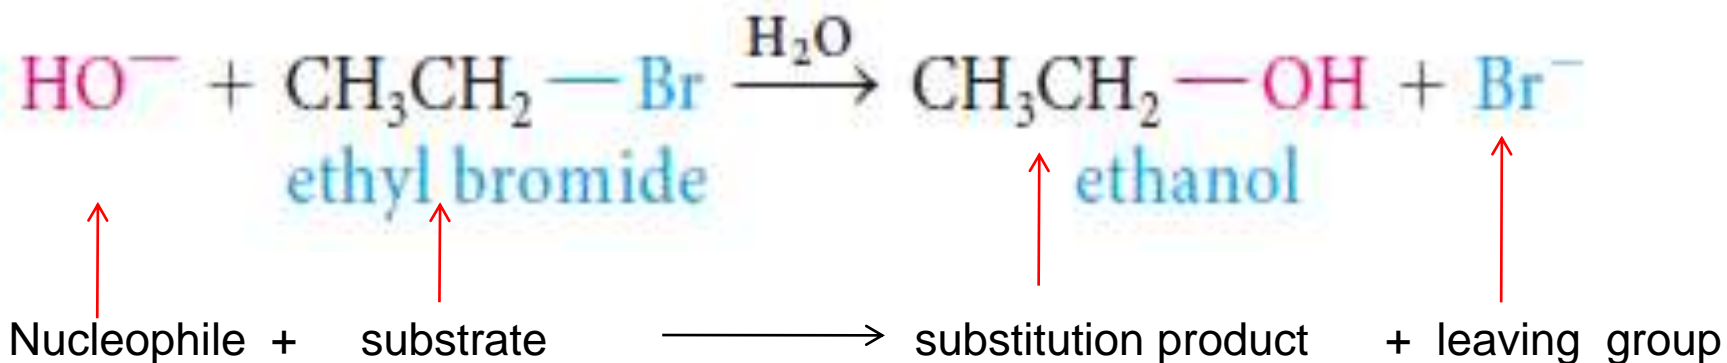 HO⁻ + CH₃CH₂—Br →[H₂O] CH₃CH₂—OH + Br⁻
ethyl bromide ethanol
Nucleophile + substrate → substitution product + leaving group